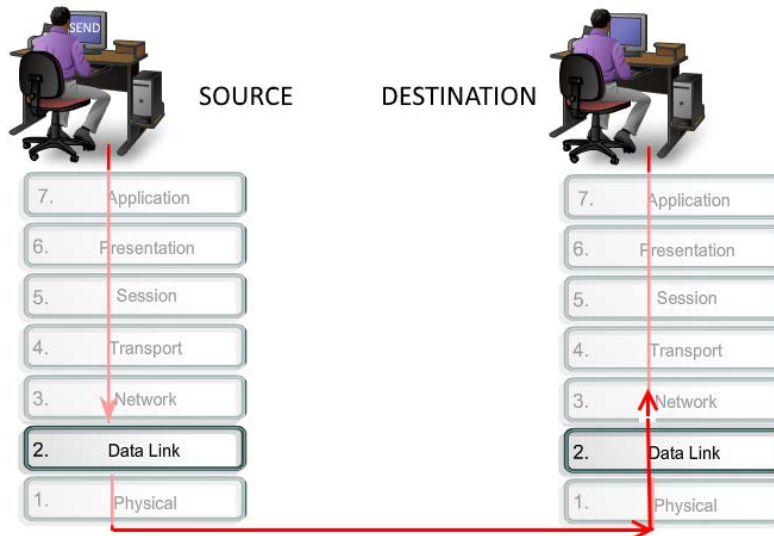 SEND
SOURCE
DESTINATION
7. Application
6. Presentation
5. Session
4. Transport
3. Network
2. Data Link
1. Physical
7. Application
6. Presentation
5. Session
4. Transport
3. Network
2. Data Link
1. Physical